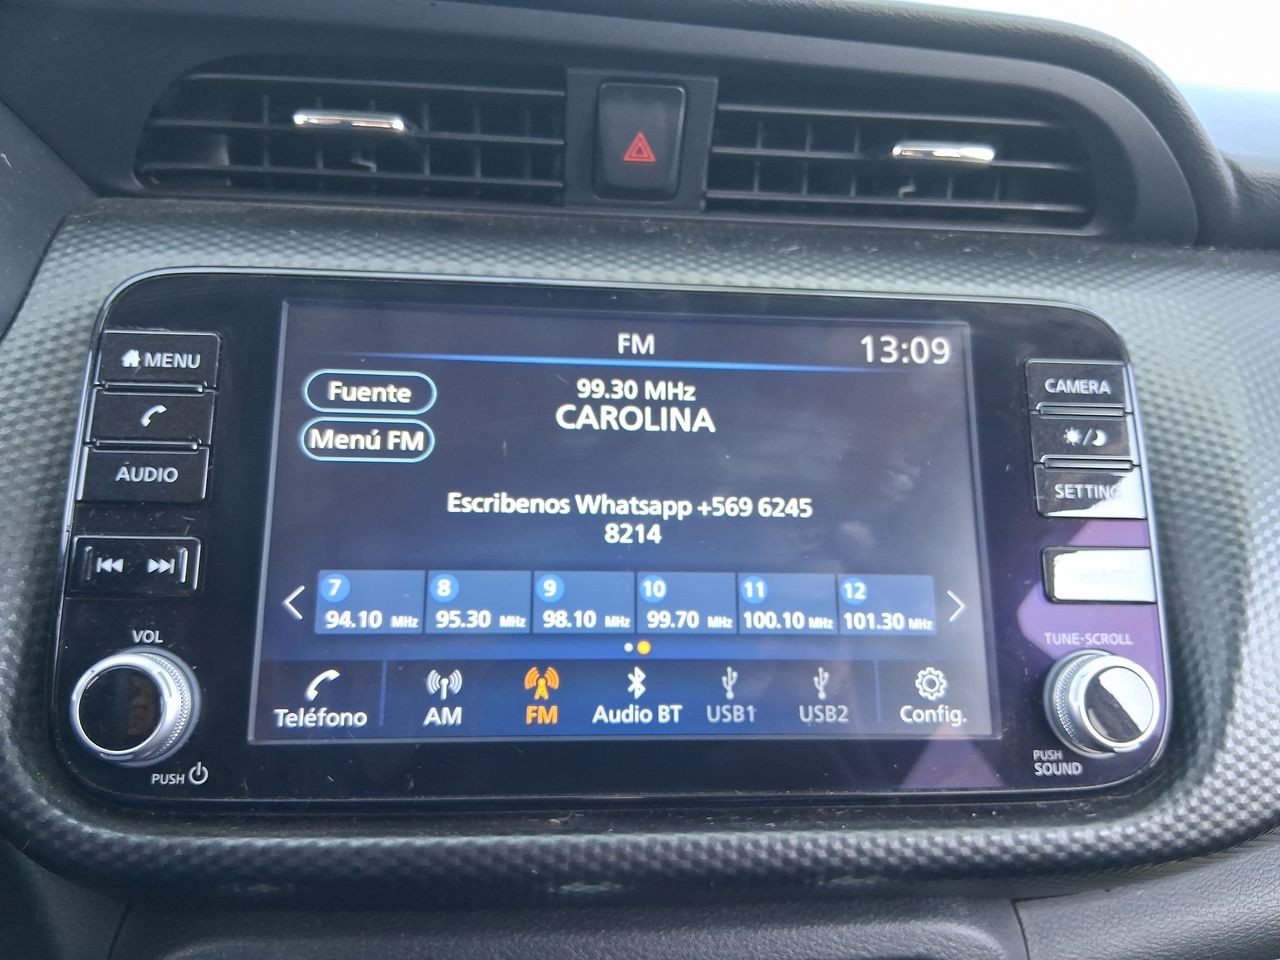 MENU
AUDIO
VOL
PUSH
FM
13:09
Fuente
Menú FM
99.30 MHz
CAROLINA
Escribenos Whatsapp +569 6245
8214
7
94.10 MHz
8
95.30 MHz
9
98.10 MHz
10
99.70 MHz
11
100.10 MHz
12
101.30 MHz
Teléfono
AM
FM
Audio BT
USB1
USB2
Config.
CAMERA
SETTING
TUNE·SCROLL
PUSH
SOUND